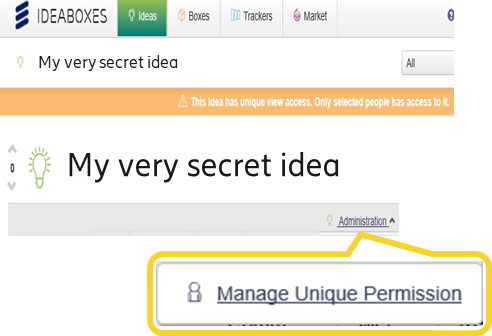 IDEABOXES Ideas Boxes Trackers Market
My very secret idea All
This idea has unique view access. Only selected people has access to it.
0 My very secret idea
Administration
Manage Unique Permission